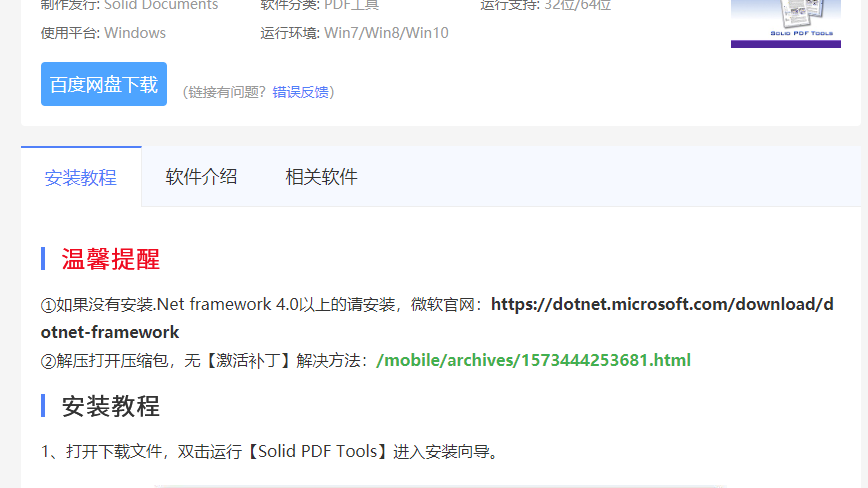 制作发行: Solid Documents 软件分类: PDF工具 运行支持: 32位/64位
使用平台: Windows 运行环境: Win7/Win8/Win10
SOLID PDF TOOLS
百度网盘下载 (链接有问题? 错误反馈)
安装教程 软件介绍 相关软件
温馨提醒
①如果没有安装.Net framework 4.0以上的请安装，微软官网：https://dotnet.microsoft.com/download/d
otnet-framework
②解压打开压缩包，无【激活补丁】解决方法：/mobile/archives/1573444253681.html
安装教程
1、打开下载文件，双击运行【Solid PDF Tools】进入安装向导。